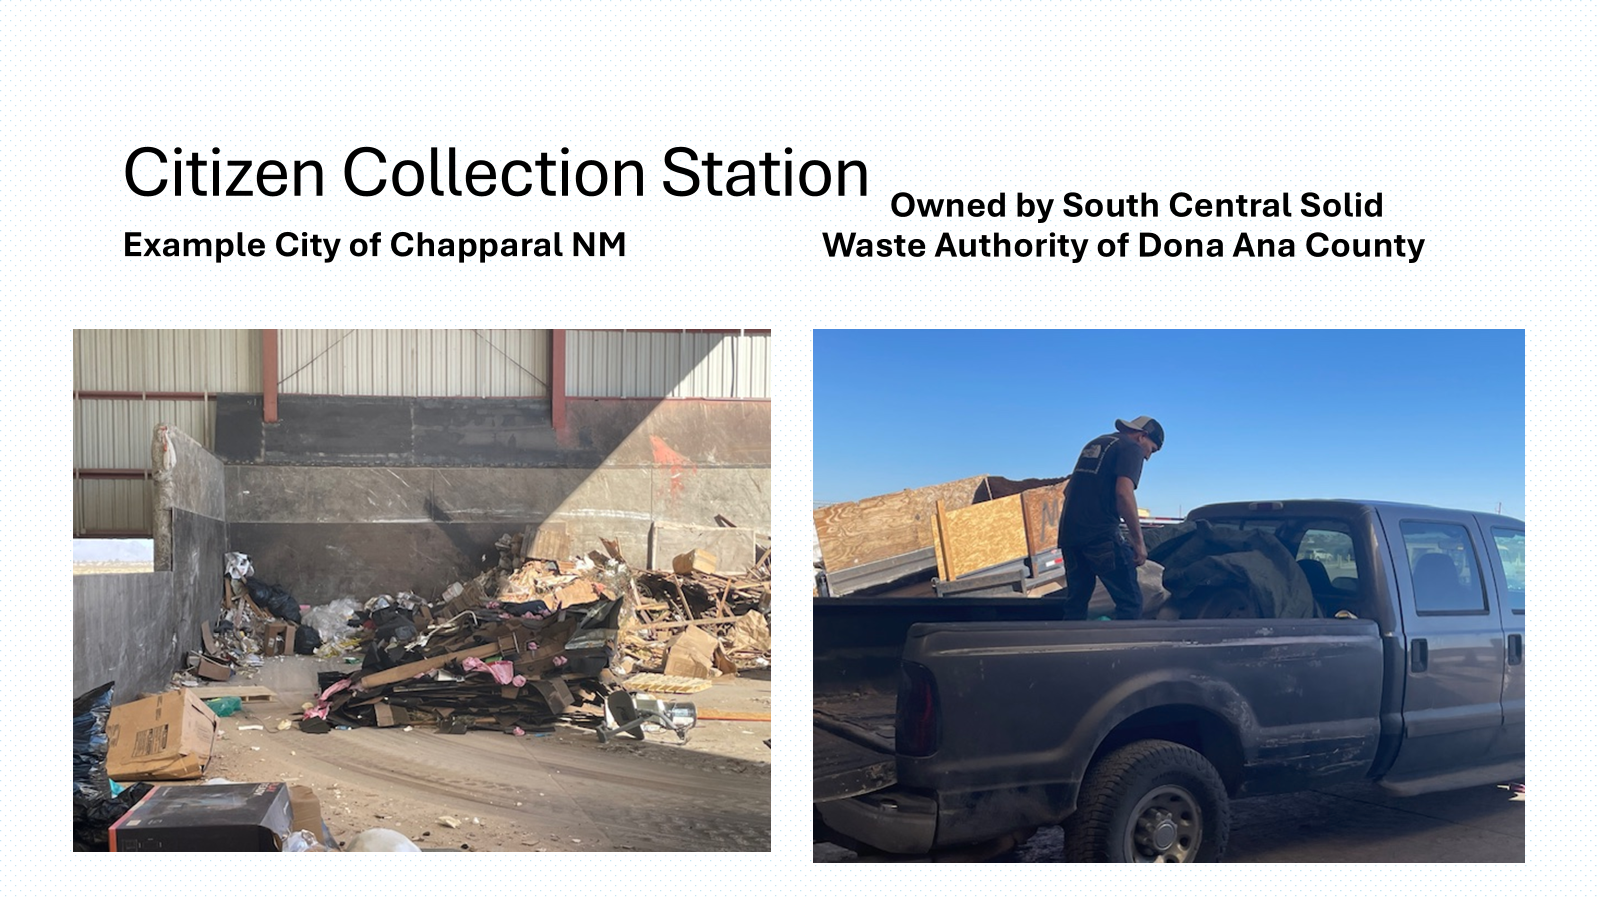 Citizen Collection Station
Owned by South Central Solid
Waste Authority of Dona Ana County
Example City of Chapparal NM